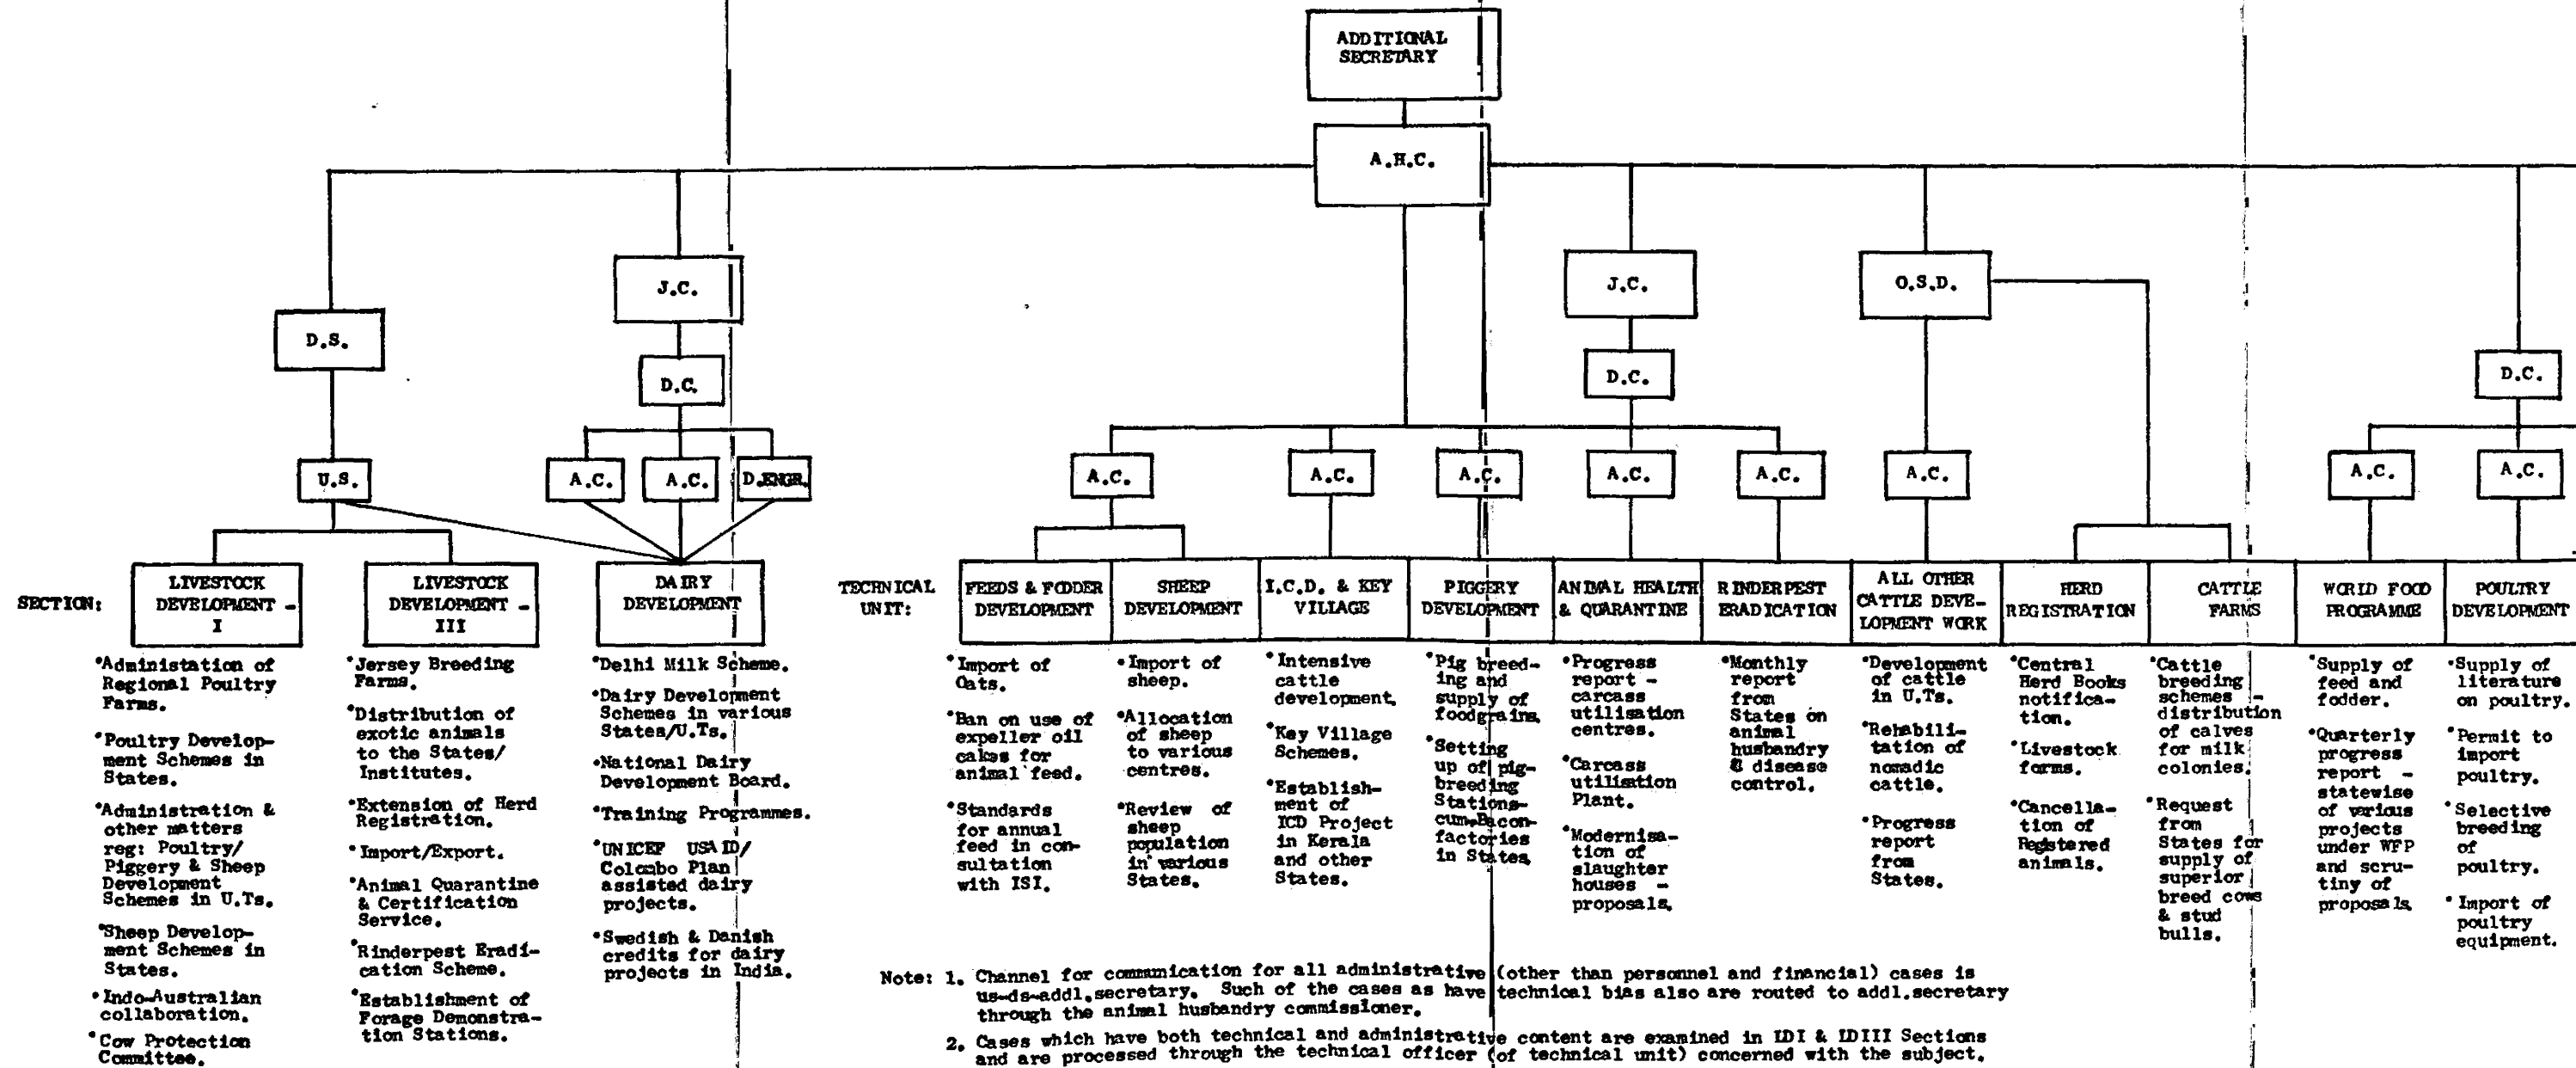 ADDITIONAL
SECRETARY
A.H.C.
J.C.
J.C.
O.S.D.
D.S.
D.C.
D.C.
D.C.
U.S.
A.C.
A.C.
D.ENGR.
A.C.
A.C.
A.C.
A.C.
A.C.
A.C.
A.C.
A.C.
SECTION:
LIVESTOCK
DEVELOPMENT -
I
LIVESTOCK
DEVELOPMENT -
III
DAIRY
DEVELOPMENT
TECHNICAL
UNIT:
FEEDS & FODDER
DEVELOPMENT
SHEEP
DEVELOPMENT
I.C.D. & KEY
VILLAGE
PIGGERY
DEVELOPMENT
ANIMAL HEALTH
& QUARANTINE
RINDERPEST
ERADICATION
ALL OTHER
CATTLE DEVE-
LOPMENT WORK
HERD
REGISTRATION
CATTLE
FARMS
WORLD FOOD
PROGRAMME
POULTRY
DEVELOPMENT
*Administation of
Regional Poultry
Farms.
*Poultry Develop-
ment Schemes in
States.
*Administration &
other matters
reg: Poultry/
Piggery & Sheep
Development
Schemes in U.Ts.
*Sheep Develop-
ment Schemes in
States.
*Indo-Australian
collaboration.
*Cow Protection
Committee.
*Jersey Breeding
Farms.
*Distribution of
exotic animals
to the States/
Institutes.
*Extension of Herd
Registration.
*Import/Export.
*Animal Quarantine
& Certification
Service.
*Rinderpest Eradi-
cation Scheme.
*Establishment of
Forage Demonstra-
tion Stations.
*Delhi Milk Scheme.
*Dairy Development
Schemes in various
States/U.Ts.
*National Dairy
Development Board.
*Training Programmes.
*UNICEF USAID/
Colombo Plan
assisted dairy
projects.
*Swedish & Danish
credits for dairy
projects in India.
*Import of
Oats.
*Ban on use of
expeller oil
cakes for
animal feed.
*Standards
for annual
feed in con-
sultation
with ISI.
*Import of
sheep.
*Allocation
of sheep
to various
centres.
*Review of
sheep
population
in various
States.
*Intensive
cattle
development.
*Key Village
Schemes.
*Establish-
ment of
ICD Project
in Kerala
and other
States.
*Pig breed-
ing and
supply of
foodgrains.
*Setting
up of pig-
breeding
Stations-
cum-Bacon-
factories
in States.
*Progress
report -
carcass
utilisation
centres.
*Carcass
utilisation
Plant.
*Modernisa-
tion of
slaughter
houses -
proposals.
*Monthly
report
from
States on
animal
husbandry
& disease
control.
*Development
of cattle
in U.Ts.
*Rehabili-
tation of
nomadic
cattle.
*Progress
report
from
States.
*Central
Herd Books
notifica-
tion.
*Livestock
forms.
*Cancella-
tion of
Registered
animals.
*Cattle
breeding
schemes -
distribution
of calves
for milk
colonies.
*Request
from
States for
supply of
superior
breed cows
& stud
bulls.
*Supply of
feed and
fodder.
*Quarterly
progress
report -
statewise
of various
projects
under WFP
and scru-
tiny of
proposals
*Supply of
literature
on poultry.
*Permit to
import
poultry.
*Selective
breeding
of
poultry.
*Import of
poultry
equipment.
Note: 1. Channel for communication for all administrative (other than personnel and financial) cases is
us-ds-addl.secretary. Such of the cases as have technical bias also are routed to addl.secretary
through the animal husbandry commissioner.
2. Cases which have both technical and administrative content are examined in LDI & LDIII Sections
and are processed through the technical officer (of technical unit) concerned with the subject.